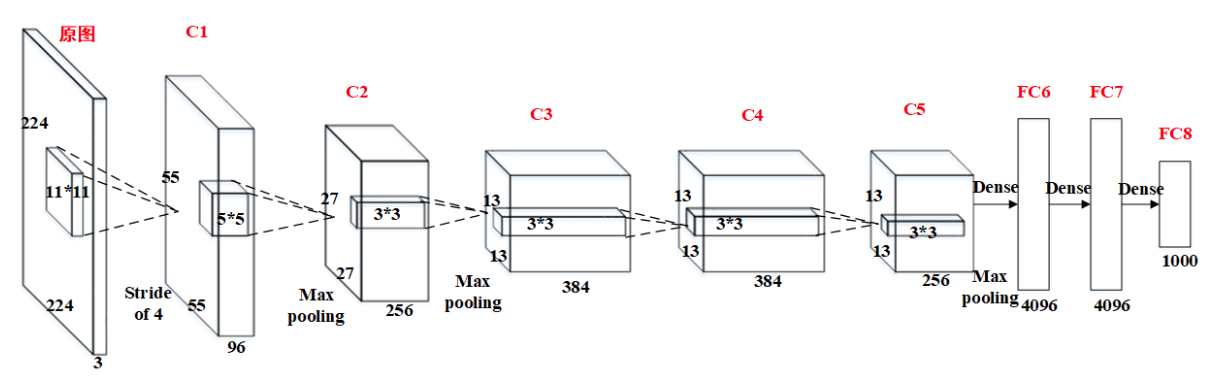 原图
224
11*11
224
3
Stride
of 4
C1
55
5*5
55
96
Max
pooling
C2
27
3*3
27
256
Max
pooling
C3
13
3*3
13
384
C4
13
3*3
13
384
C5
13
3*3
13
256
Max
pooling
Dense
FC6
4096
Dense
FC7
4096
Dense
FC8
1000